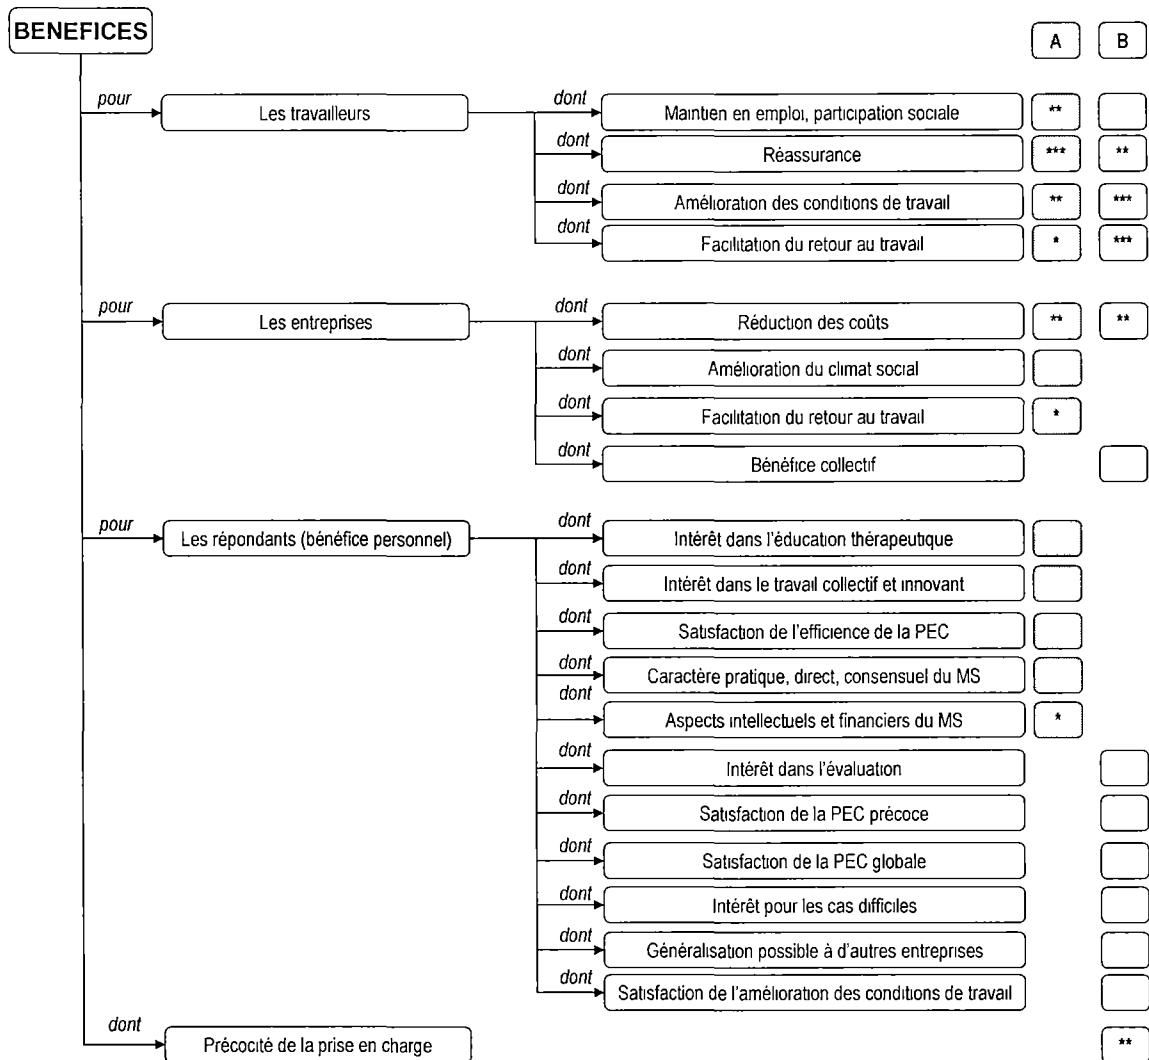 BENEFICES
A B
pour Les travailleurs dont Maintien en emploi, participation sociale **
dont Réassurance *** **
dont Amélioration des conditions de travail ** ***
dont Facilitation du retour au travail * ***
pour Les entreprises dont Réduction des coûts ** **
dont Amélioration du climat social
dont Facilitation du retour au travail *
dont Bénéfice collectif
pour Les répondants (bénéfice personnel) dont Intérêt dans l'éducation thérapeutique
dont Intérêt dans le travail collectif et innovant
dont Satisfaction de l'efficience de la PEC
dont Caractère pratique, direct, consensuel du MS
dont Aspects intellectuels et financiers du MS *
dont Intérêt dans l'évaluation
dont Satisfaction de la PEC précoce
dont Satisfaction de la PEC globale
dont Intérêt pour les cas difficiles
dont Généralisation possible à d'autres entreprises
dont Satisfaction de l'amélioration des conditions de travail
dont Précocité de la prise en charge **